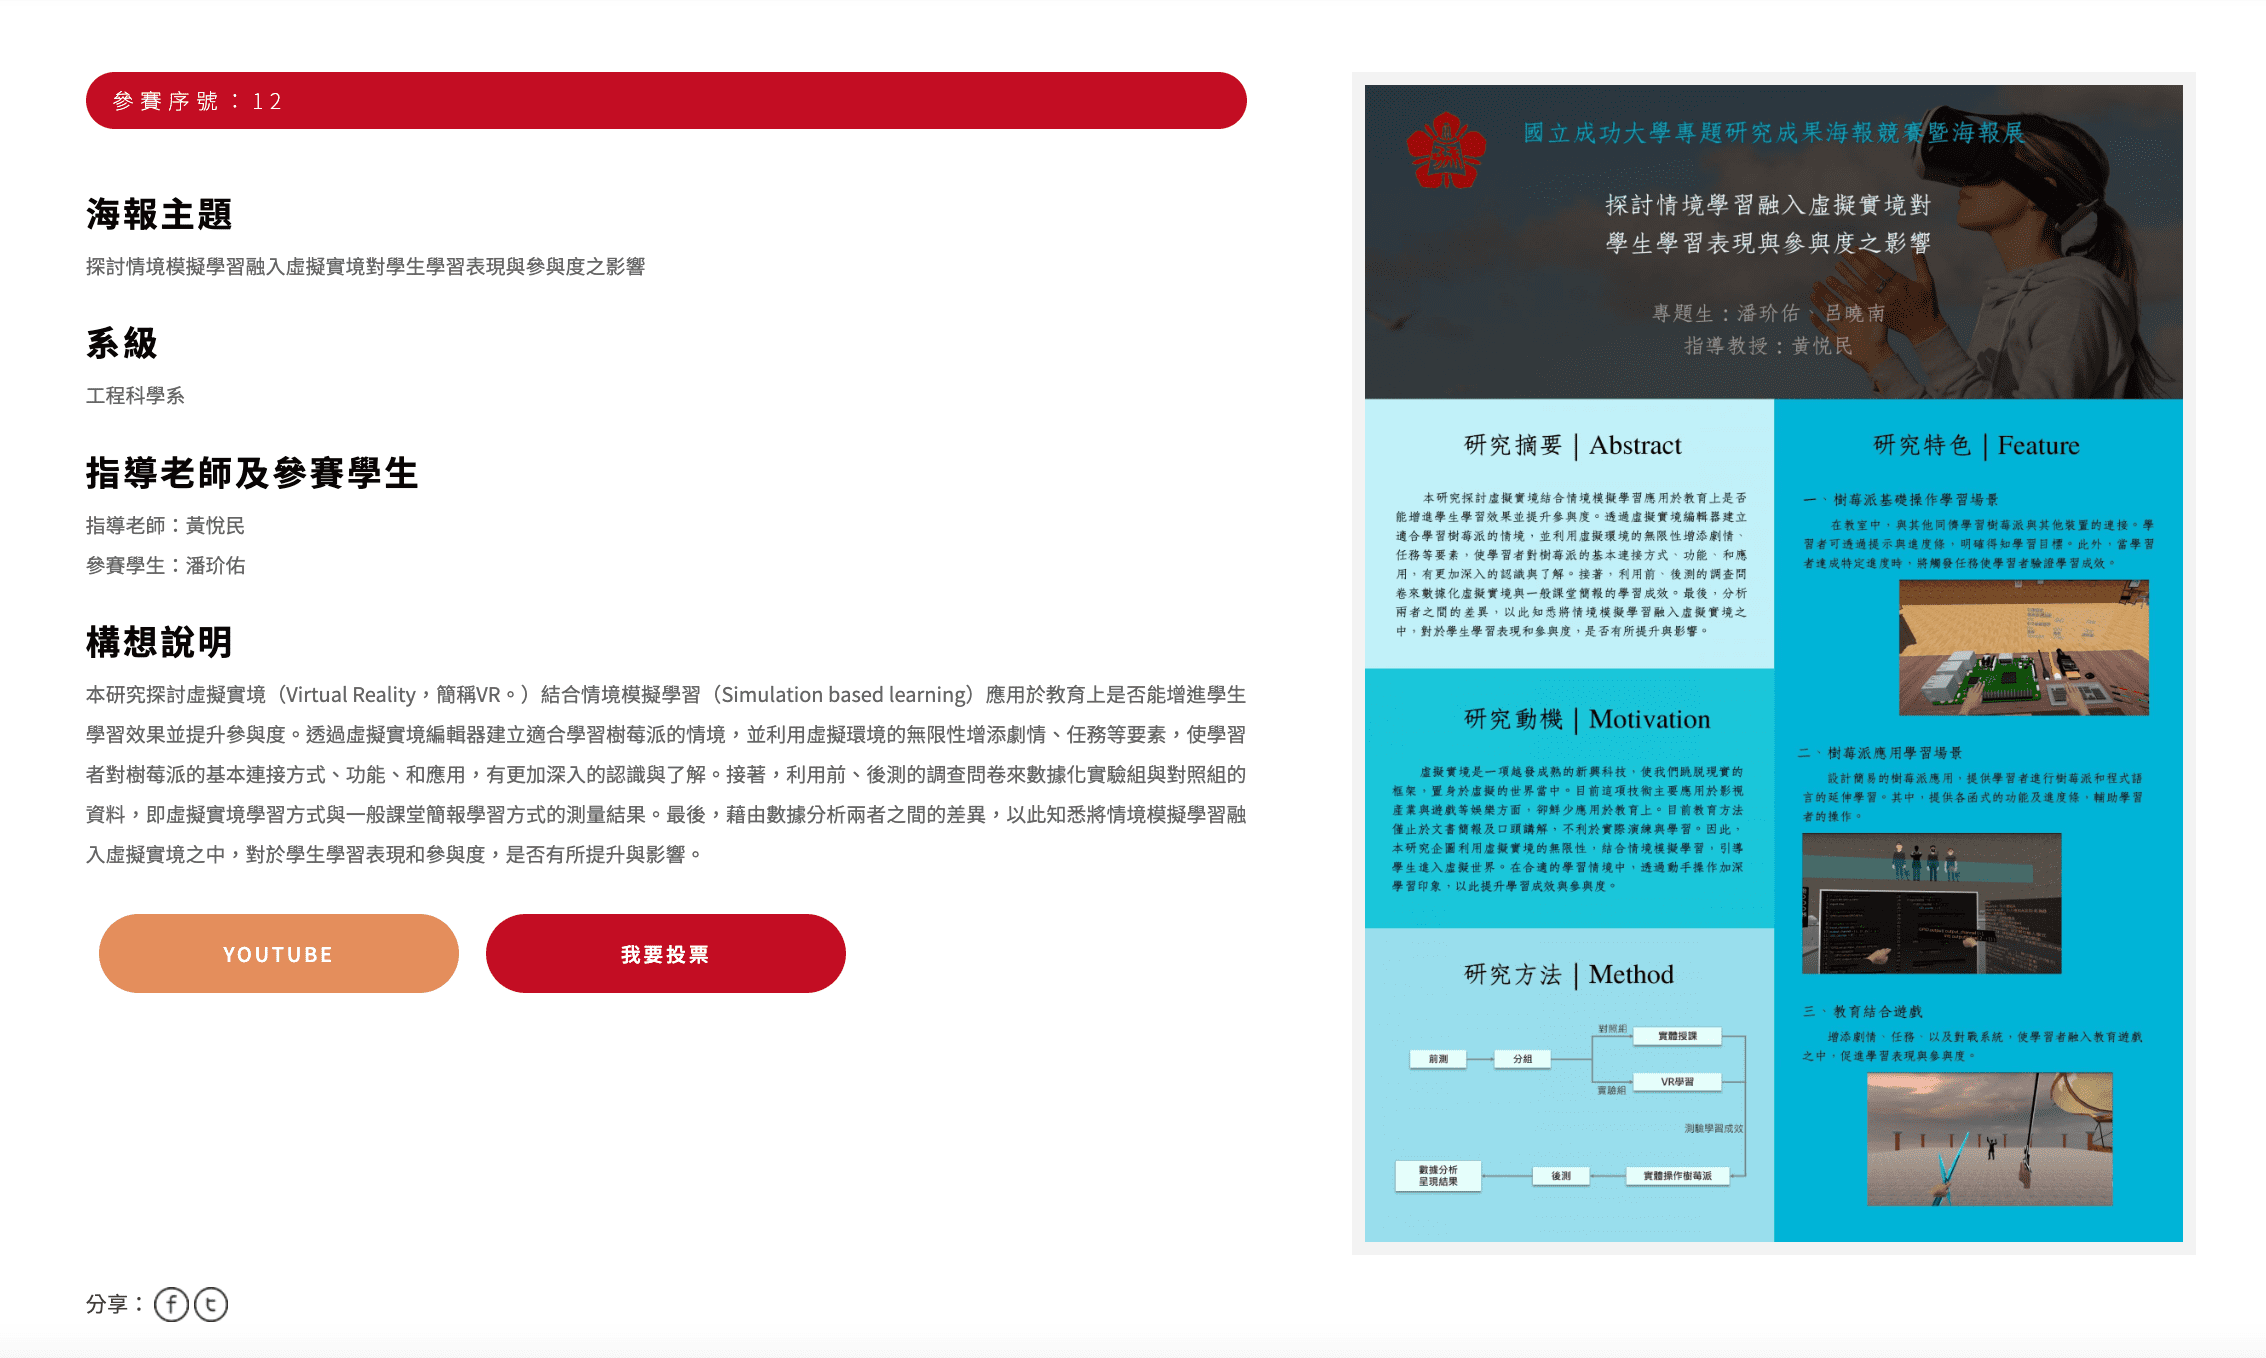 參賽序號：12
海報主題
探討情境模擬學習融入虛擬實境對學生學習表現與參與度之影響
系級
工程科學系
指導老師及參賽學生
指導老師：黃悅民
參賽學生：潘玠佑
構想說明
本研究探討虛擬實境（Virtual Reality，簡稱VR。）結合情境模擬學習（Simulation based learning）應用於教育上是否能增進學生
學習效果並提升參與度。透過虛擬實境編輯器建立適合學習樹莓派的情境，並利用虛擬環境的無限性增添劇情、任務等要素，使學習
者對樹莓派的基本連接方式、功能、和應用，有更加深入的認識與了解。接著，利用前、後測的調查問卷來數據化實驗組與對照組的
資料，即虛擬實境學習方式與一般課堂簡報學習方式的測量結果。最後，藉由數據分析兩者之間的差異，以此知悉將情境模擬學習融
入虛擬實境之中，對於學生學習表現和參與度，是否有所提升與影響。
YOUTUBE
我要投票
分享：
國立成功大學專題研究成果海報競賽暨海報展
探討情境學習融入虛擬實境對
學生學習表現與參與度之影響
專題生：潘玠佑、呂曉南
指導教授：黃悅民
研究摘要 | Abstract
本研究探討虛擬實境結合情境模擬學習應用於教育上是否
能增進學生學習效果並提升參與度。透過虛擬實境編輯器建立
適合學習樹莓派的情境，並利用虛擬環境的無限性增添劇情、
任務等要素，使學習者對樹莓派的基本連接方式、功能、和應
用，有更加深入的認識與了解。接著，利用前、後測的調查問
卷來數據化虛擬實境與一般課堂簡報的學習成效。最後，分析
兩者之間的差異，以此知悉將情境模擬學習融入虛擬實境之
中，對於學生學習表現和參與度，是否有所提升與影響。
研究動機 | Motivation
虛擬實境是一項越發成熟的新興科技，使我們跳脫現實的
框架，置身於虛擬的世界當中。目前這項技術主要應用於影視
產業與遊戲等娛樂方面，卻鮮少應用於教育上。目前教育方法
僅止於文書簡報及口頭講解，不利於實際演練與學習。因此，
本研究企圖利用虛擬實境的無限性，結合情境模擬學習，引導
學生進入虛擬世界。在合適的學習情境中，透過動手操作加深
學習印象，以此提升學習成效與參與度。
研究方法 | Method
前測
分組
對照組
實體授課
實驗組
VR學習
測驗學習成效
實體操作樹莓派
後測
數據分析
呈現結果
研究特色 | Feature
一、樹莓派基礎操作學習場景
在教室中，與其他同儕學習樹莓派與其他裝置的連接。學
習者可透過提示與進度條，明確得知學習目標。此外，當學習
者達成特定進度時，將觸發任務使學習者驗證學習成效。
二、樹莓派應用學習場景
設計簡易的樹莓派應用，提供學習者進行樹莓派和程式語
言的延伸學習。其中，提供各函式的功能及進度條，輔助學習
者的操作。
三、教育結合遊戲
增添劇情、任務、以及對戰系統，使學習者融入教育遊戲
之中，促進學習表現與參與度。